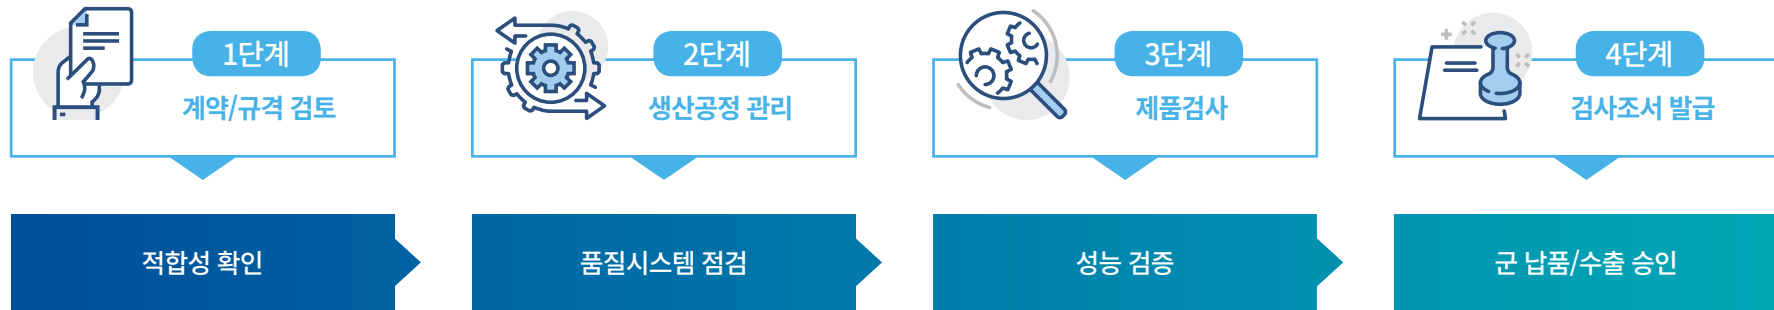 1단계
계약/규격 검토
적합성 확인
2단계
생산공정 관리
품질시스템 점검
3단계
제품검사
성능 검증
4단계
검사조서 발급
군 납품/수출 승인